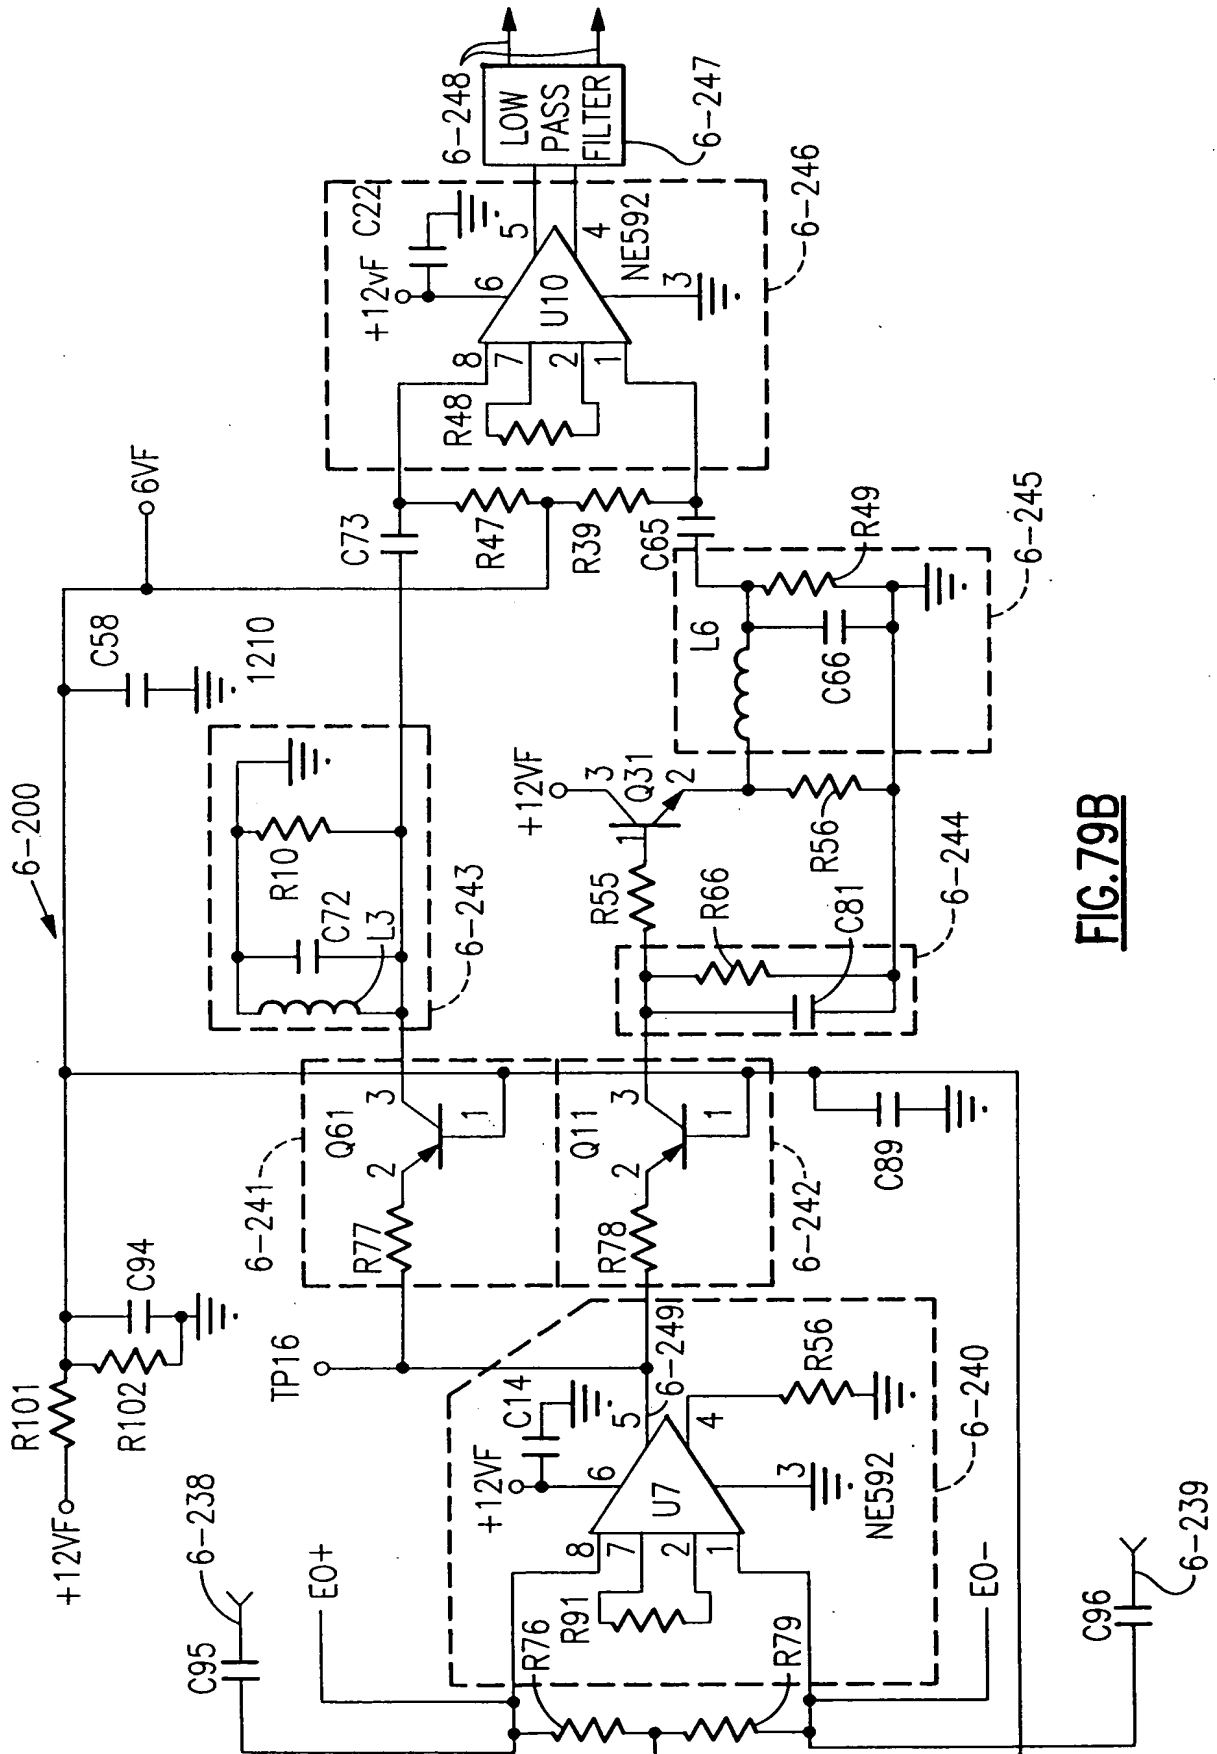 6-200
+12VF
R101
R102
C94
C58
1210
6VF
6-238
C95
EO+
TP16
6-241
Q61
R77
2
3
1
R10
C72
L3
6-243
C73
R47
R39
C65
+12vF
C22
6
8
7
2
1
U10
5
4
3
NE592
R48
6-246
6-248
LOW
PASS
FILTER
6-247
+12VF
C14
6
8
7
2
1
U7
5
4
3
NE592
R91
R76
R79
R56
6-249
6-240
Q11
R78
2
3
1
6-242
C89
R55
R66
C81
6-244
+12VF
3
Q31
1
2
R56
L6
C66
R49
6-245
EO-
C96
6-239
FIG.79B